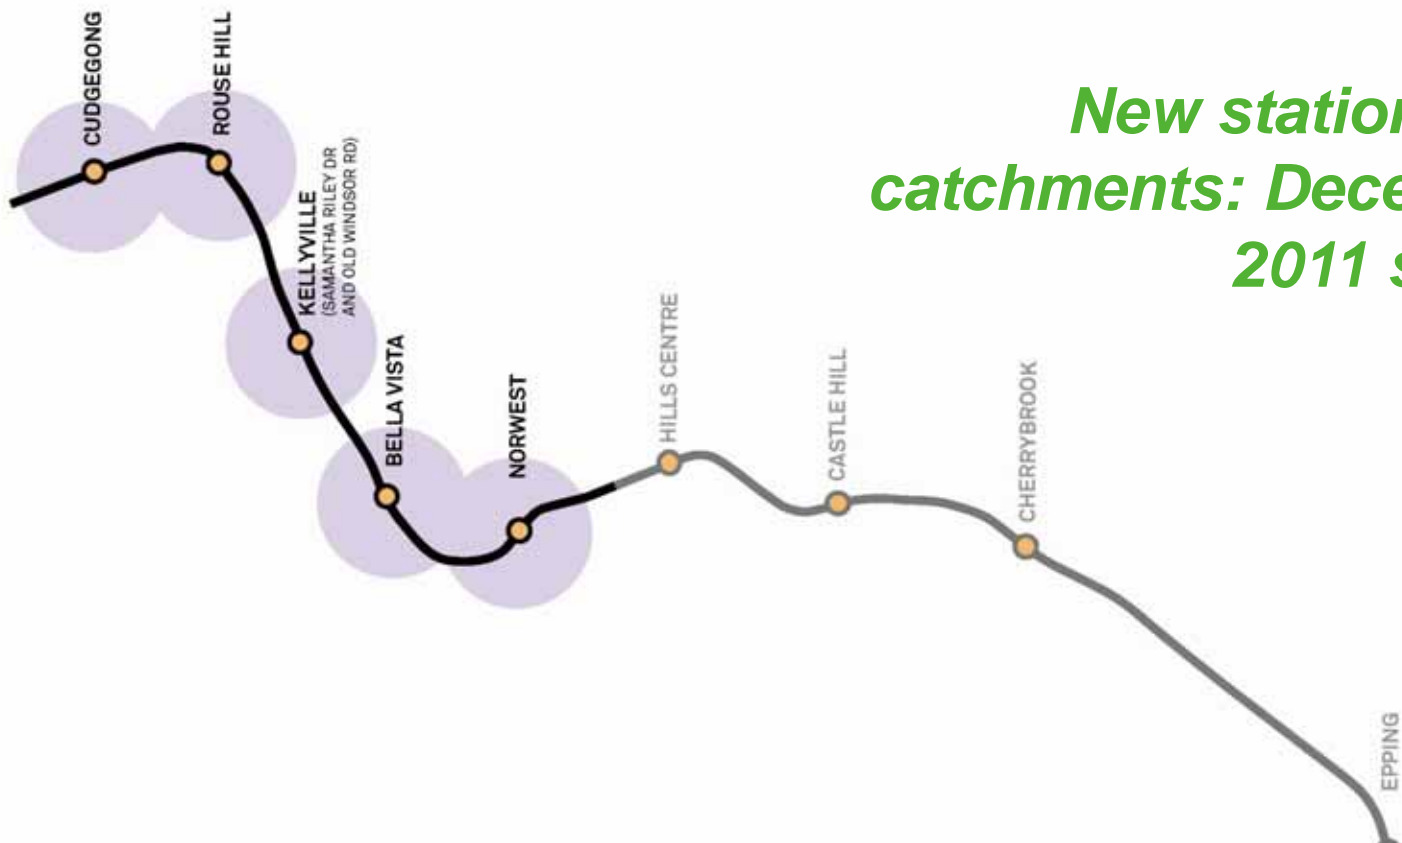 CUDGEGONG
ROUSE HILL
New station
catchments: Dece
2011 s
KELLYVILLE
(SAMANTHA RILEY DR
AND OLD WINDSOR RD)
BELLA VISTA
NORWEST
HILLS CENTRE
CASTLE HILL
CHERRYBROOK
EPPING